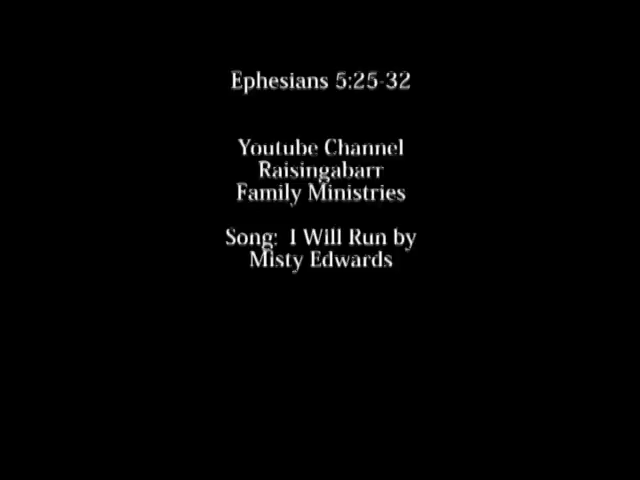 Ephesians 5:25-32
Youtube Channel
Raisingabarr
Family Ministries
Song:  I Will Run by
Misty Edwards